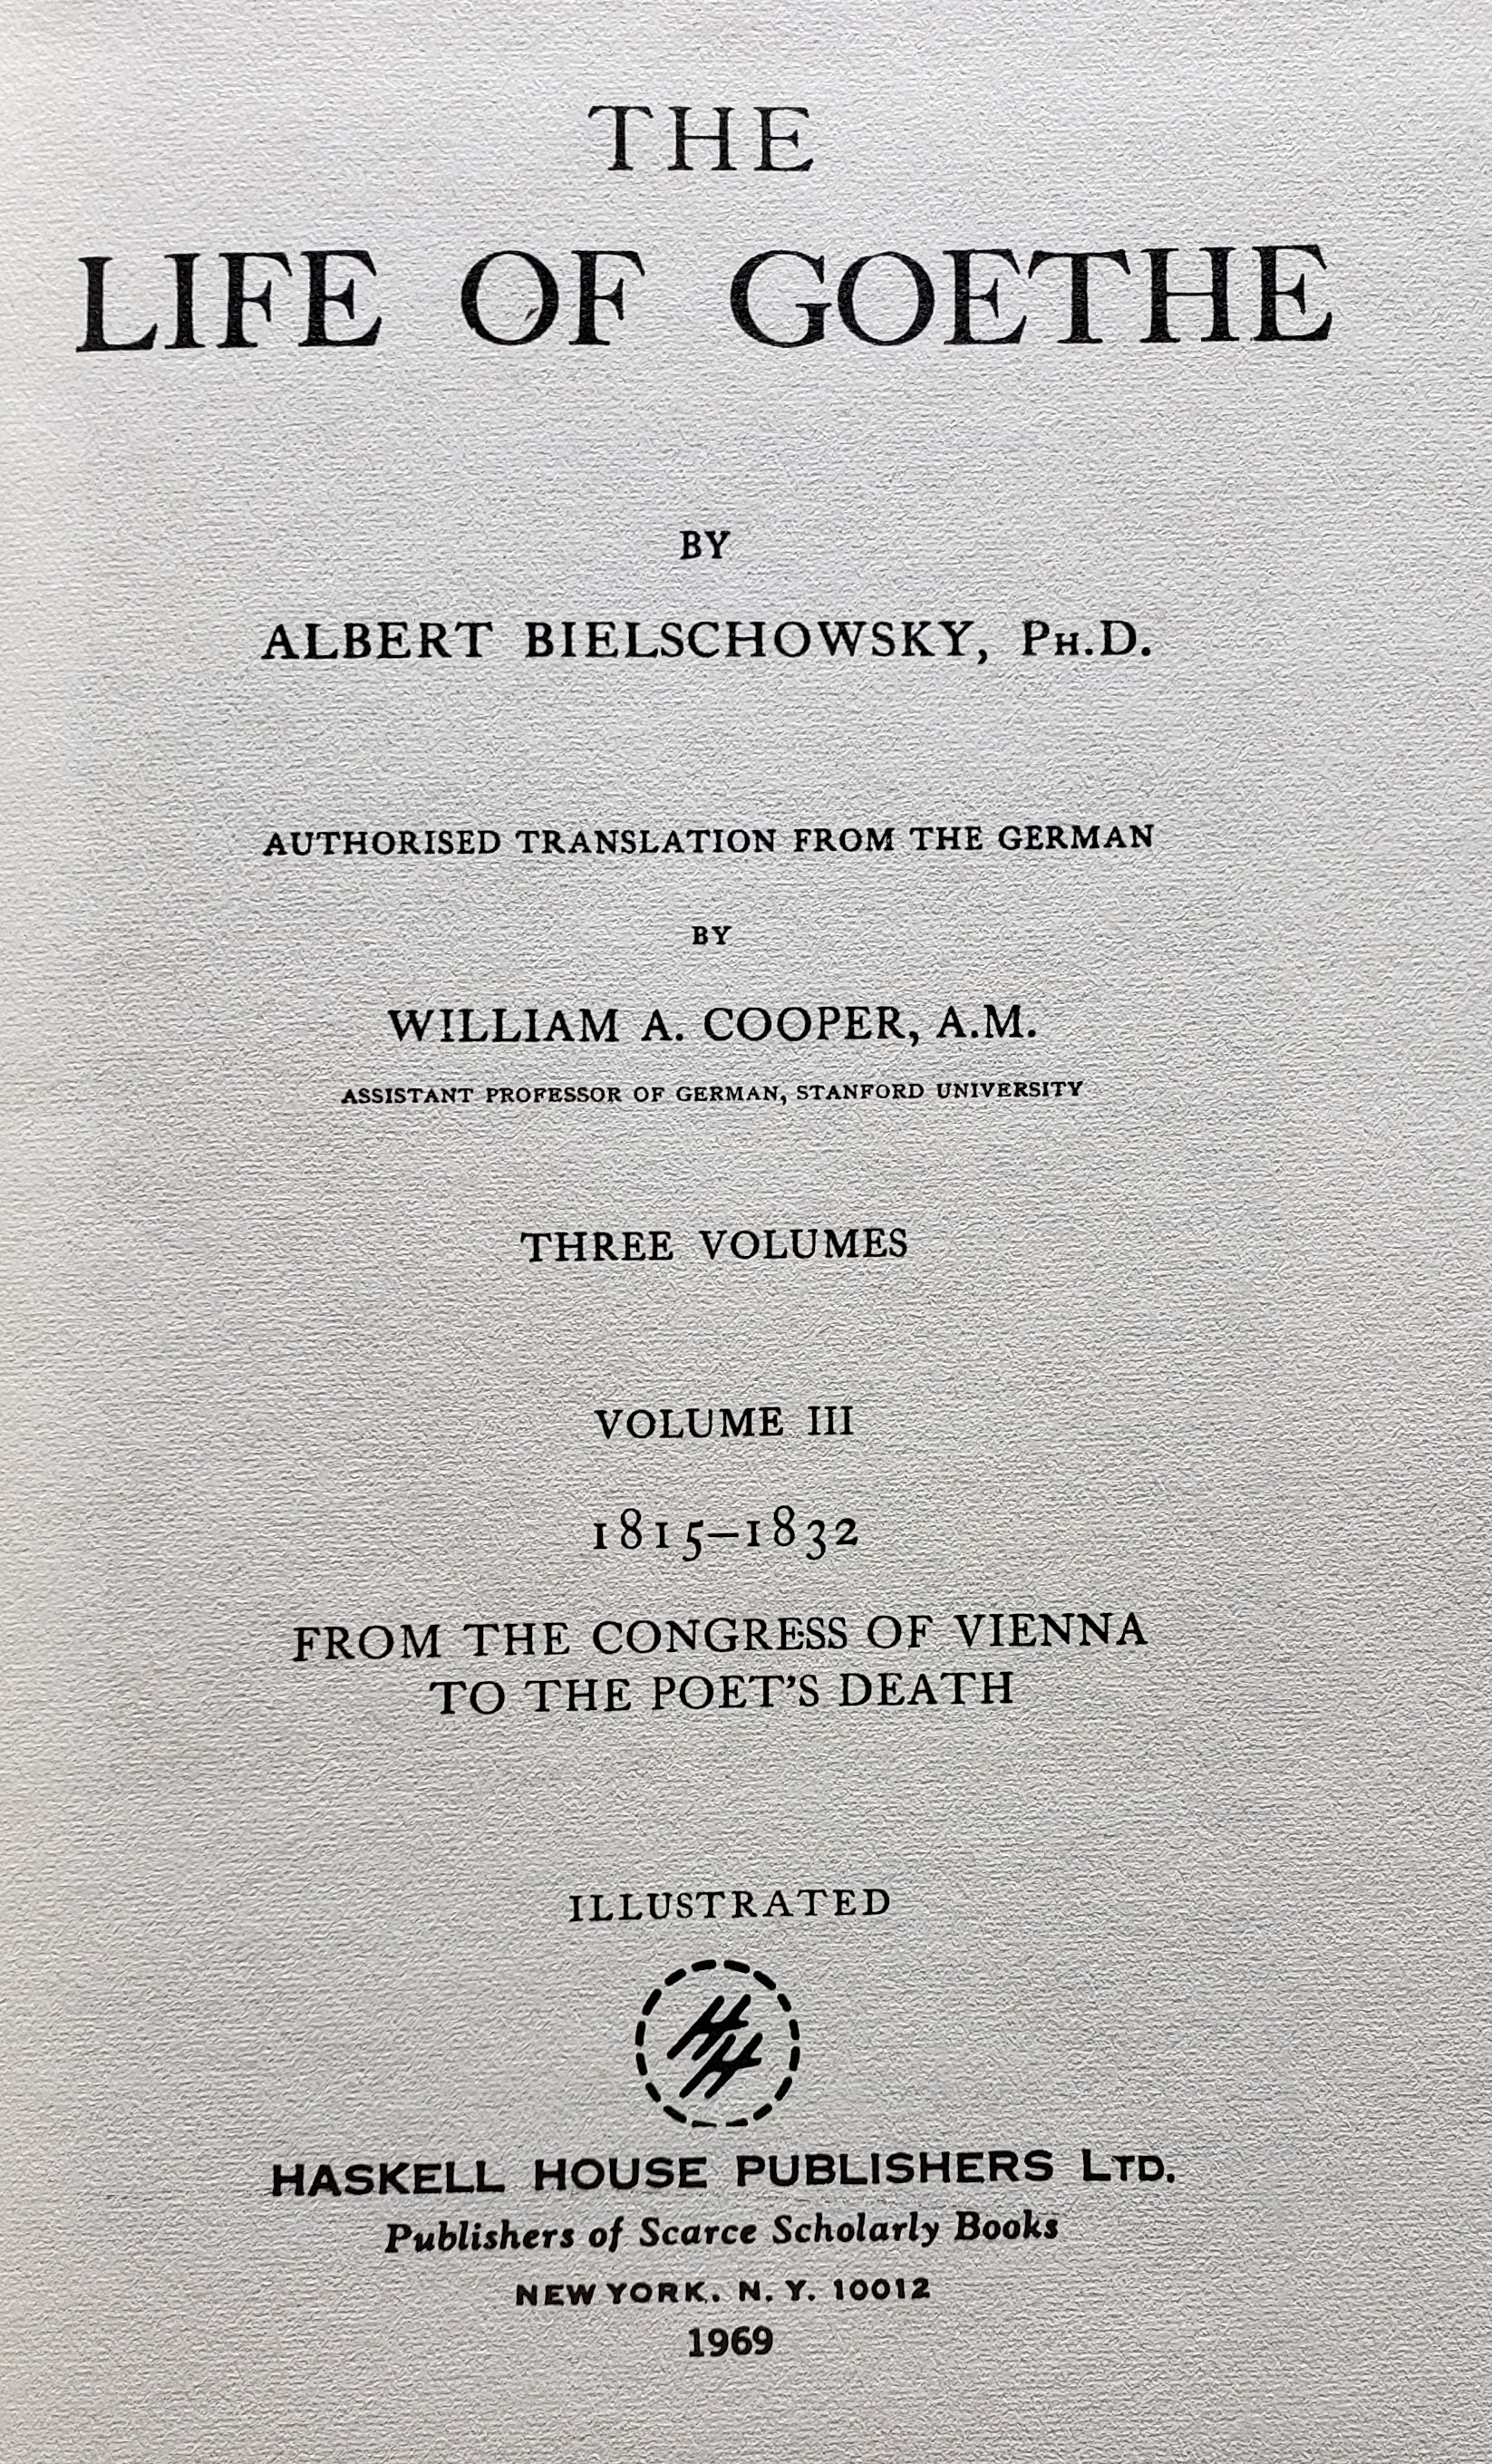 THE
LIFE OF GOETHE
BY
ALBERT BIELSCHOWSKY, PH.D.
AUTHORISED TRANSLATION FROM THE GERMAN
BY
WILLIAM A. COOPER, A.M.
ASSISTANT PROFESSOR OF GERMAN, STANFORD UNIVERSITY
THREE VOLUMES
VOLUME III
1815–1832
FROM THE CONGRESS OF VIENNA
TO THE POET'S DEATH
ILLUSTRATED
HH
HASKELL HOUSE PUBLISHERS LTD.
Publishers of Scarce Scholarly Books
NEW YORK. N. Y. 10012
1969